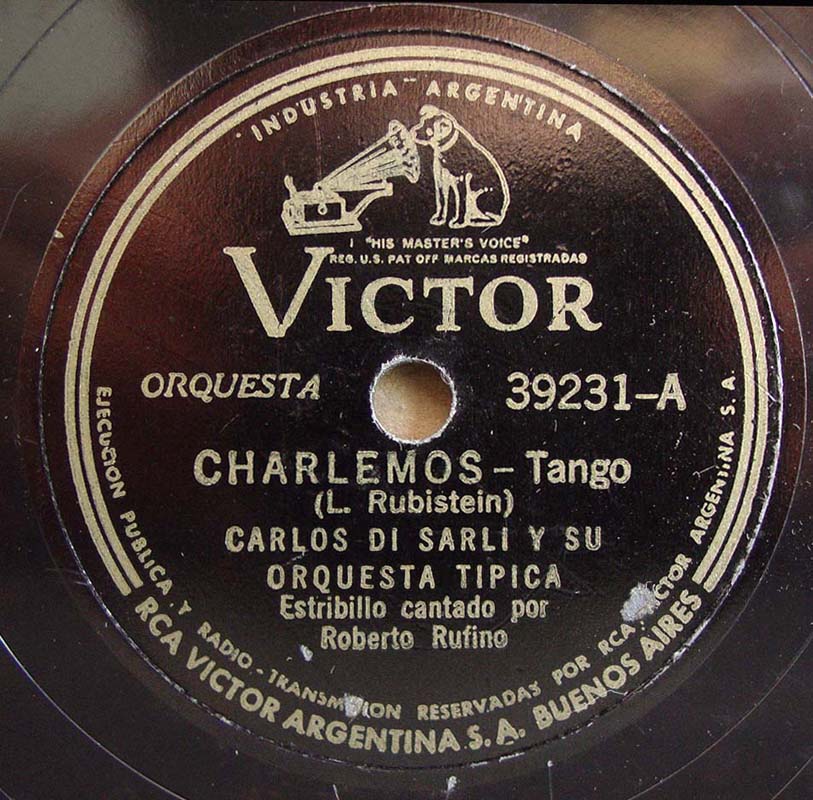 INDUSTRIA ARGENTINA
"HIS MASTER'S VOICE"
REG. U.S. PAT OFF MARCAS REGISTRADAS
VICTOR
ORQUESTA 39231-A
CHARLEMOS - Tango
(L. Rubistein)
CARLOS DI SARLI Y SU
ORQUESTA TIPICA
Estribillo cantado por
Roberto Rufino
EJECUCION PUBLICA Y RADIO-TRANSMISION RESERVADAS POR RCA VICTOR ARGENTINA S. A.
RCA VICTOR ARGENTINA S. A. BUENOS AIRES